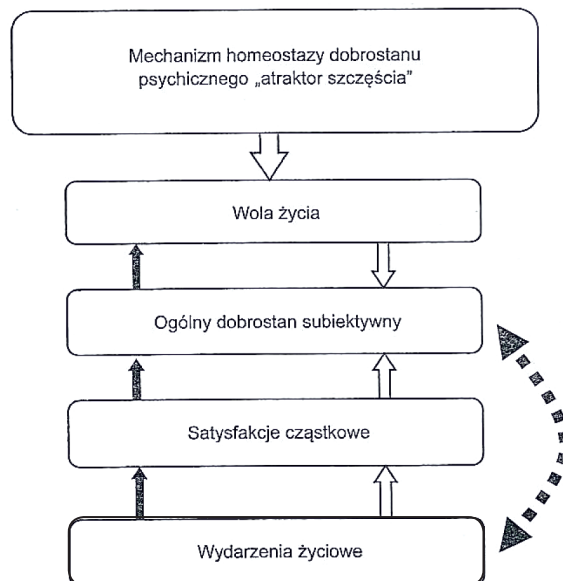 Mechanizm homeostazy dobrostanu
psychicznego „atraktor szczęścia”
Wola życia
Ogólny dobrostan subiektywny
Satysfakcje cząstkowe
Wydarzenia życiowe